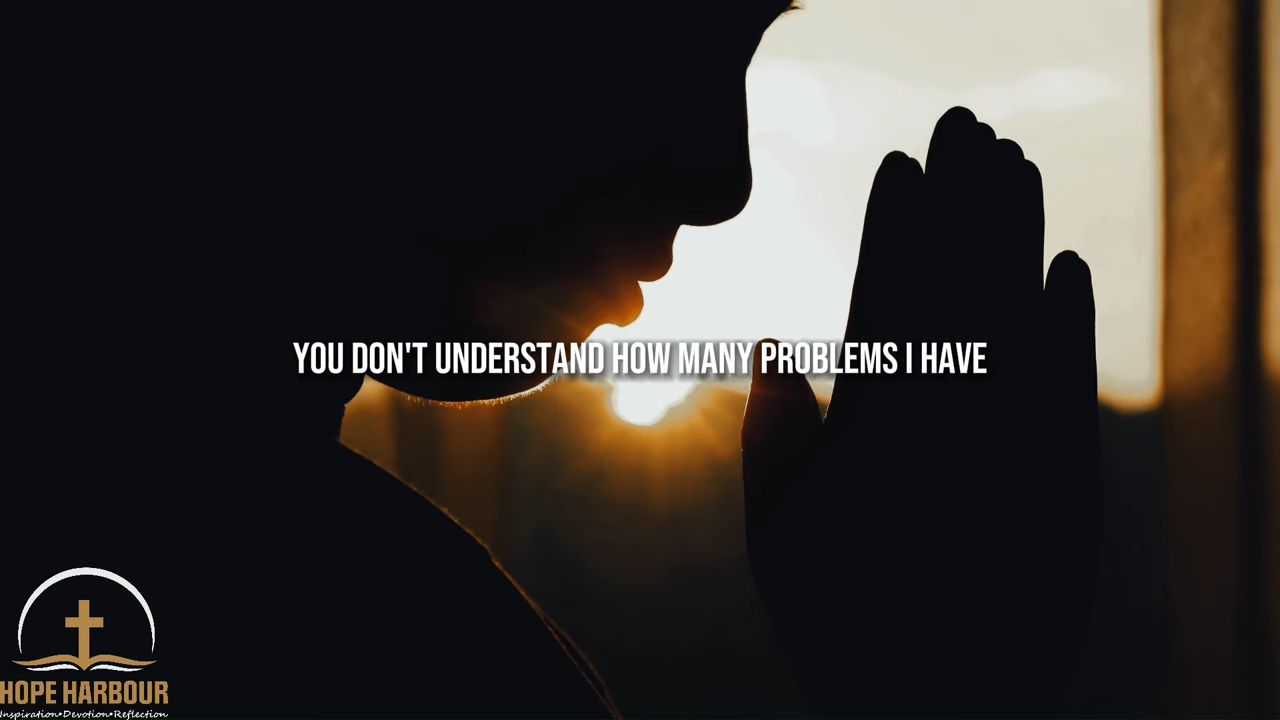 YOU DON'T UNDERSTAND HOW MANY PROBLEMS I HAVE
HOPE HARBOUR
Inspiration•Devotion•Reflection